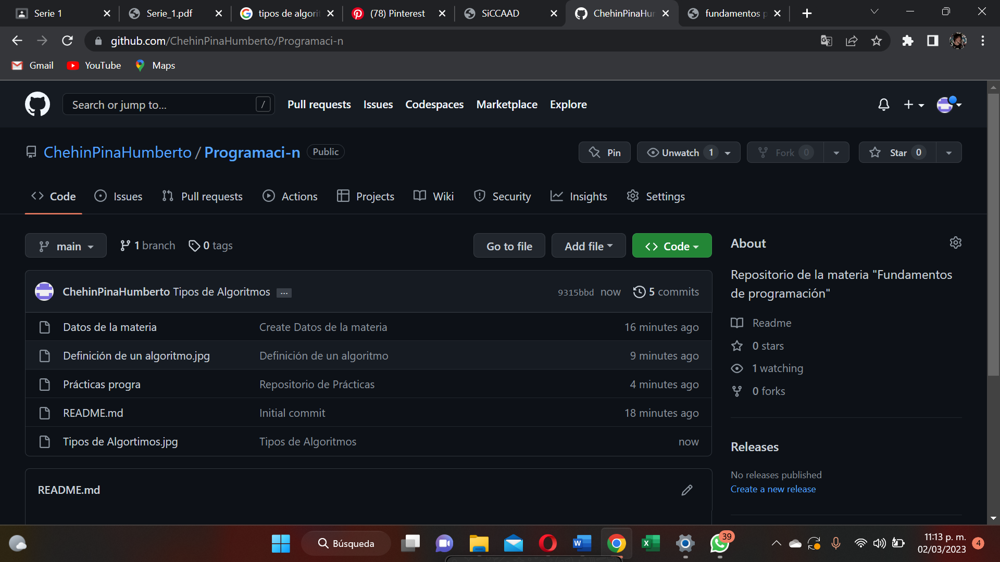 Serie 1
Serie_1.pdf
tipos de algorit
(78) Pinterest
SiCCAAD
ChehinPinaHum
fundamentos p
github.com/ChehinPinaHumberto/Programaci-n
Gmail
YouTube
Maps
Search or jump to...
/
Pull requests
Issues
Codespaces
Marketplace
Explore
ChehinPinaHumberto / Programaci-n
Public
Pin
Unwatch 1
Fork 0
Star 0
Code
Issues
Pull requests
Actions
Projects
Wiki
Security
Insights
Settings
main
1 branch
0 tags
Go to file
Add file
Code
About
Repositorio de la materia "Fundamentos
de programación"
ChehinPinaHumberto Tipos de Algoritmos ...
9315bbd now
5 commits
Datos de la materia
Create Datos de la materia
16 minutes ago
Definición de un algoritmo.jpg
Definición de un algoritmo
9 minutes ago
Prácticas progra
Repositorio de Prácticas
4 minutes ago
README.md
Initial commit
18 minutes ago
Tipos de Algortimos.jpg
Tipos de Algoritmos
now
Readme
0 stars
1 watching
0 forks
Releases
No releases published
Create a new release
README.md
Búsqueda
39
11:13 p. m.
02/03/2023
4